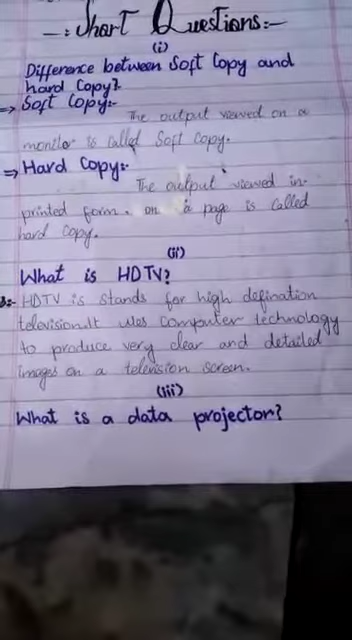 -: Short Questions:-
(i)
Difference between Soft Copy and
hard Copy?
⇒ Soft Copy:-
The output viewed on a
monitor is called Soft Copy.
⇒ Hard Copy:-
The output viewed in
printed form. on a page is called
hard copy.
(ii)
What is HDTV?
HDTV is stands for high defination
television.It uses computer technology
to produce very clear and detailed
images on a television screen.
(iii)
What is a data projector?